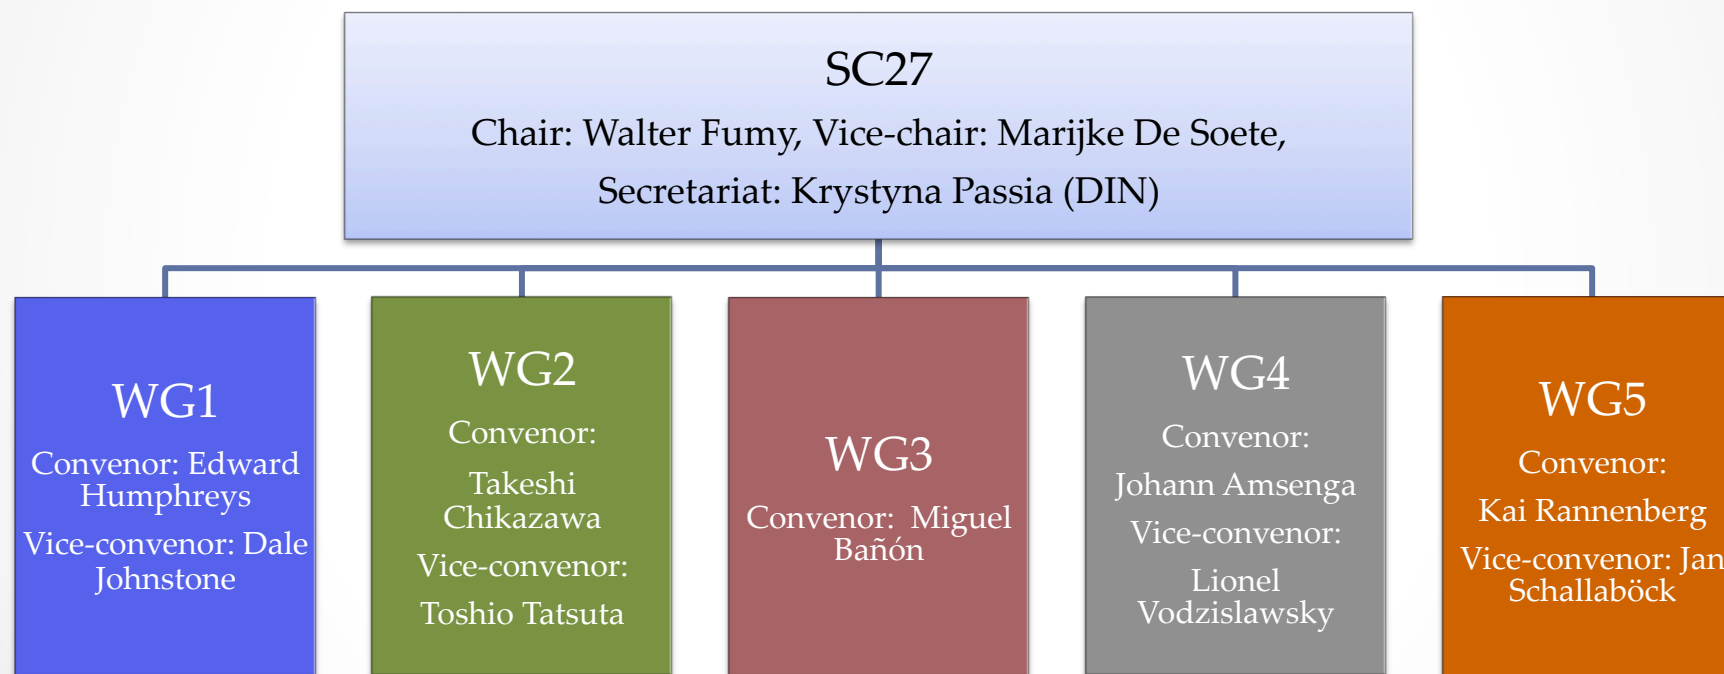 SC27
Chair: Walter Fumy, Vice-chair: Marijke De Soete,
Secretariat: Krystyna Passia (DIN)
WG1
Convenor: Edward
Humphreys
Vice-convenor: Dale
Johnstone
WG2
Convenor:
Takeshi
Chikazawa
Vice-convenor:
Toshio Tatsuta
WG3
Convenor: Miguel
Bañón
WG4
Convenor:
Johann Amsenga
Vice-convenor:
Lionel
Vodzislawsky
WG5
Convenor:
Kai Rannenberg
Vice-convenor: Jan
Schallaböck